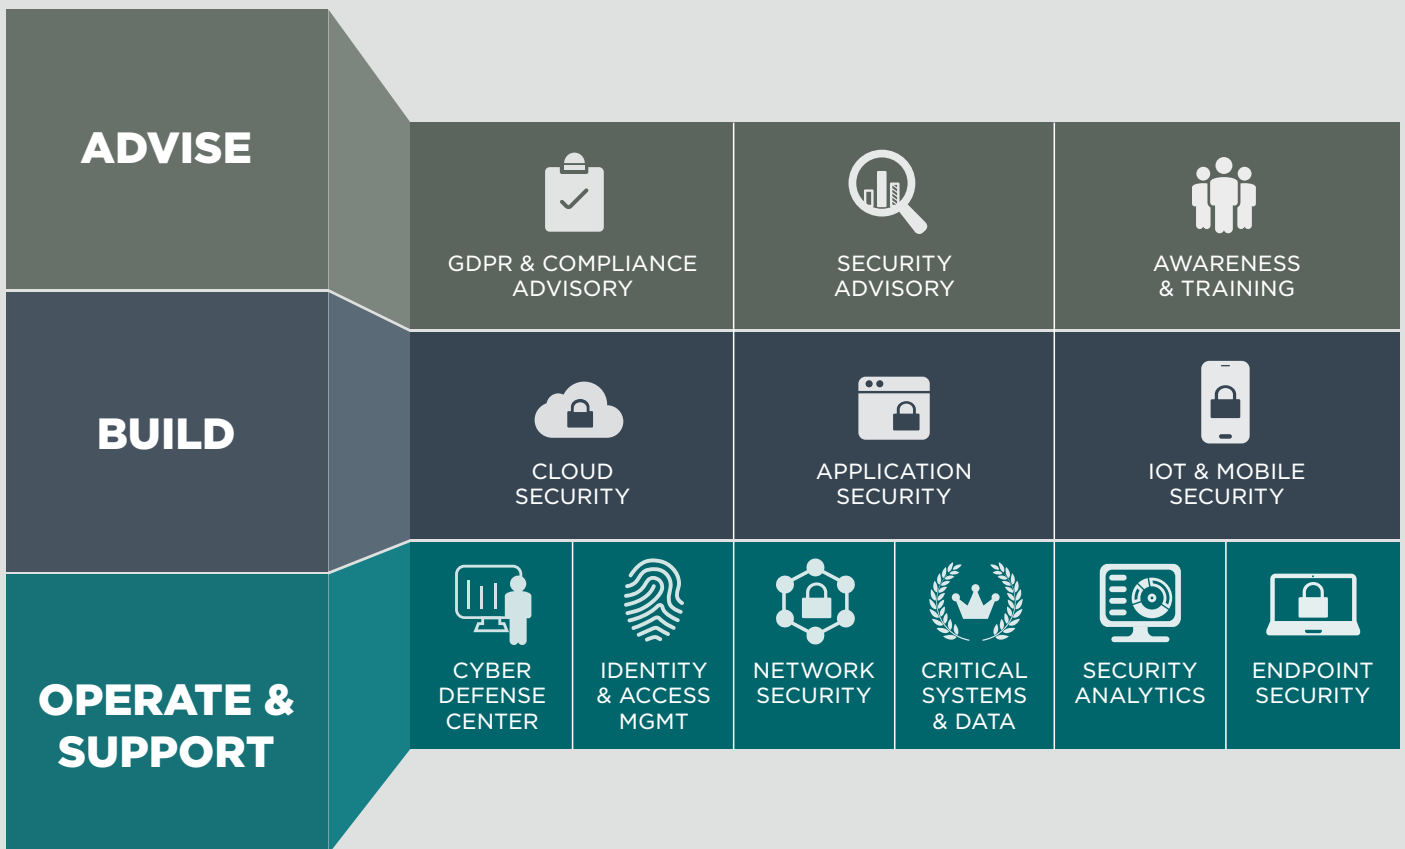 ADVISE
GDPR & COMPLIANCE
ADVISORY
SECURITY
ADVISORY
AWARENESS
& TRAINING
BUILD
CLOUD
SECURITY
APPLICATION
SECURITY
IOT & MOBILE
SECURITY
OPERATE &
SUPPORT
CYBER
DEFENSE
CENTER
IDENTITY
& ACCESS
MGMT
NETWORK
SECURITY
CRITICAL
SYSTEMS
& DATA
SECURITY
ANALYTICS
ENDPOINT
SECURITY